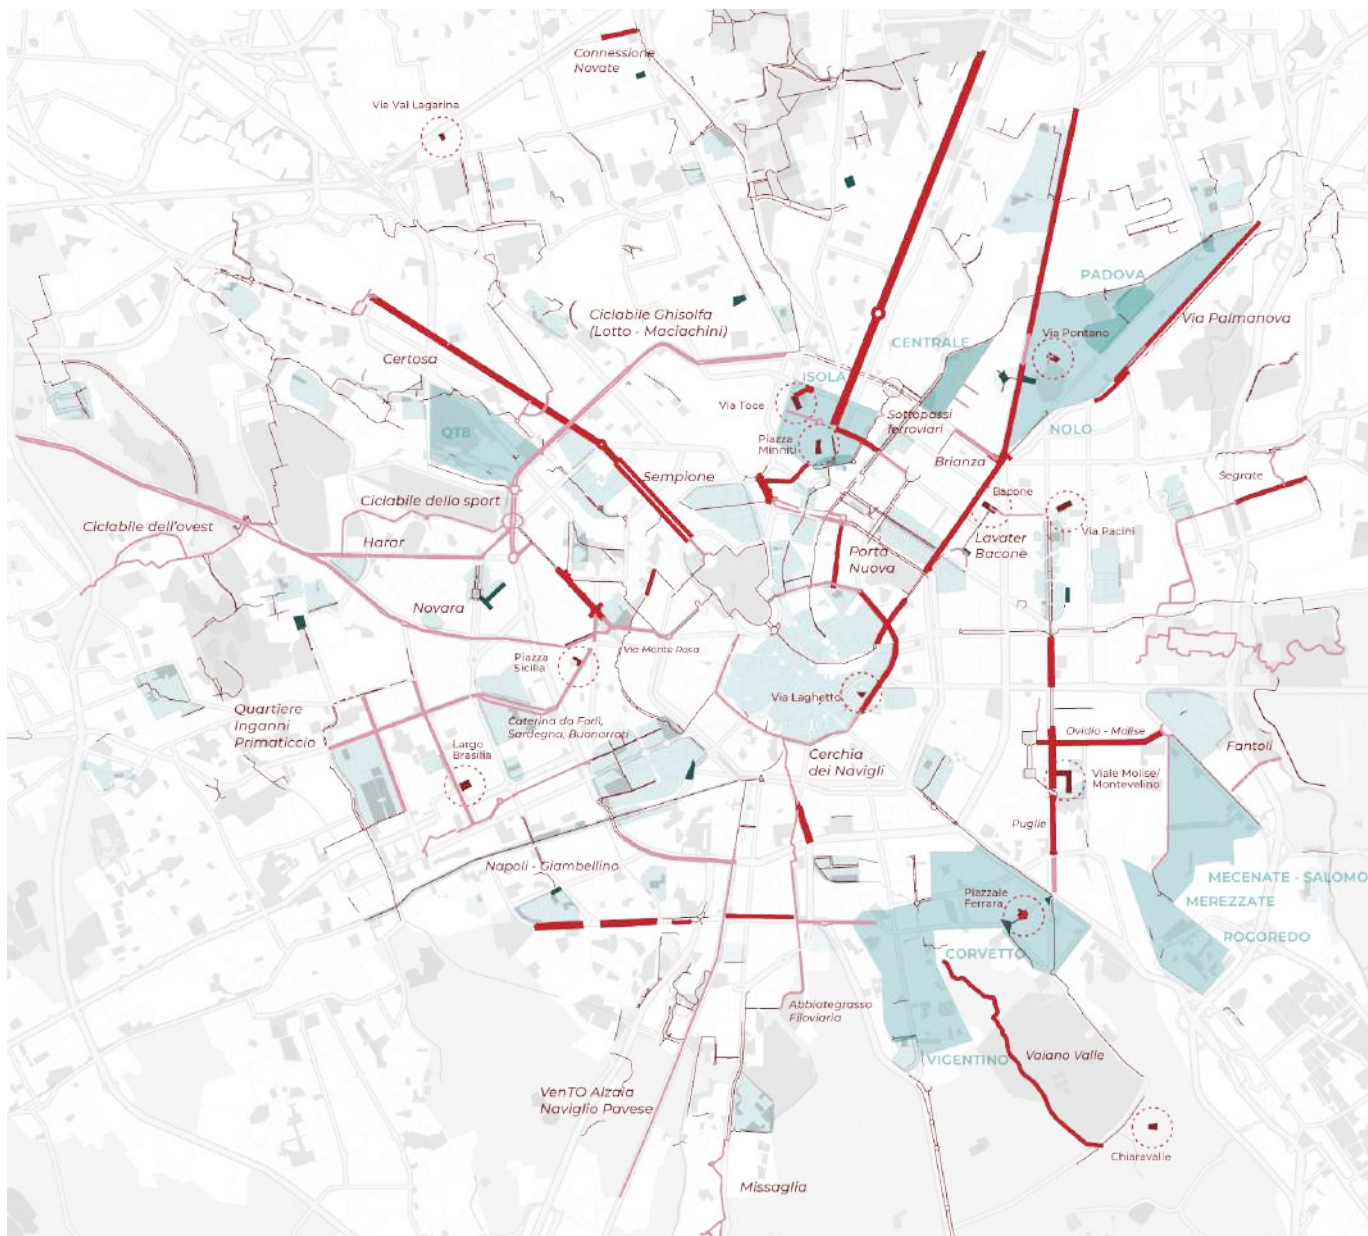 Connessione
Novate
Via Val Lagarina
PADOVA
Ciclabile Ghisolfa
(Lotto - Maciachini)
Via Palmanova
Via Pontano
CENTRALE
Certosa
ISOLA
Via Toce
Sottopassi
ferroviari
NOLO
QT8
Piazza
Minniti
Brianza
Sempione
Segrate
Ciclabile dello sport
Bacone
Ciclabile dell'ovest
Harar
Via Pacini
Lavater
Bacone
Porta
Nuova
Novara
Via Monte Rosa
Piazza
Sicilia
Via Laghetto
Quartiere
Inganni
Primaticcio
Caterina da Forlì,
Sardegna, Buonarroti
Ovidio - Molise
Largo
Brasilia
Cerchia
dei Navigli
Fantoli
Viale Molise/
Montevelino
Puglie
Napoli - Giambellino
MECENATE - SALOMO
Piazzale
Ferrara
MEREZZATE
ROGOREDO
CORVETTO
Abbiategrasso
Filoviaria
VIGENTINO
Vaiano Valle
VenTO Alzaia
Naviglio Pavese
Chiaravalle
Missaglia